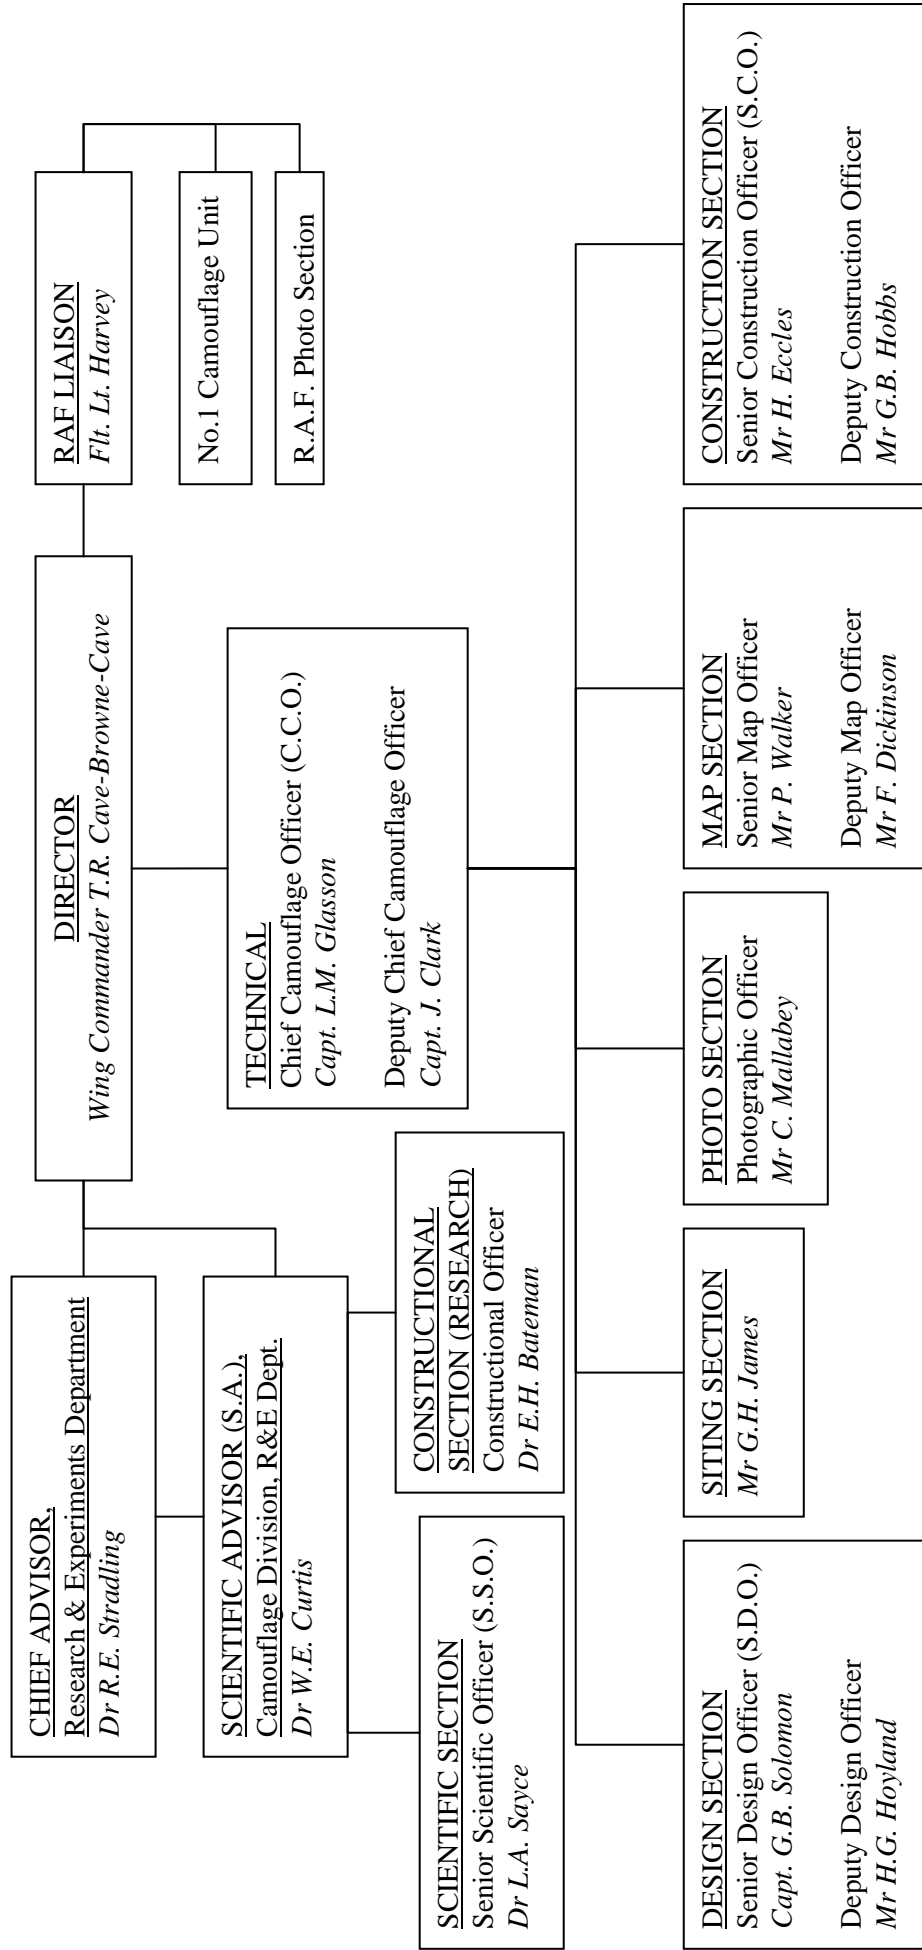 CHIEF ADVISOR,
Research & Experiments Department
Dr R.E. Stradling
DIRECTOR
Wing Commander T.R. Cave-Browne-Cave
RAF LIAISON
Flt. Lt. Harvey
No.1 Camouflage Unit
R.A.F. Photo Section
SCIENTIFIC ADVISOR (S.A.),
Camouflage Division, R&E Dept.
Dr W.E. Curtis
TECHNICAL
Chief Camouflage Officer (C.C.O.)
Capt. L.M. Glasson
Deputy Chief Camouflage Officer
Capt. J. Clark
SCIENTIFIC SECTION
Senior Scientific Officer (S.S.O.)
Dr L.A. Sayce
CONSTRUCTIONAL
SECTION (RESEARCH)
Constructional Officer
Dr E.H. Bateman
DESIGN SECTION
Senior Design Officer (S.D.O.)
Capt. G.B. Solomon
Deputy Design Officer
Mr H.G. Hoyland
SITING SECTION
Mr G.H. James
PHOTO SECTION
Photographic Officer
Mr C. Mallabey
MAP SECTION
Senior Map Officer
Mr P. Walker
Deputy Map Officer
Mr F. Dickinson
CONSTRUCTION SECTION
Senior Construction Officer (S.C.O.)
Mr H. Eccles
Deputy Construction Officer
Mr G.B. Hobbs